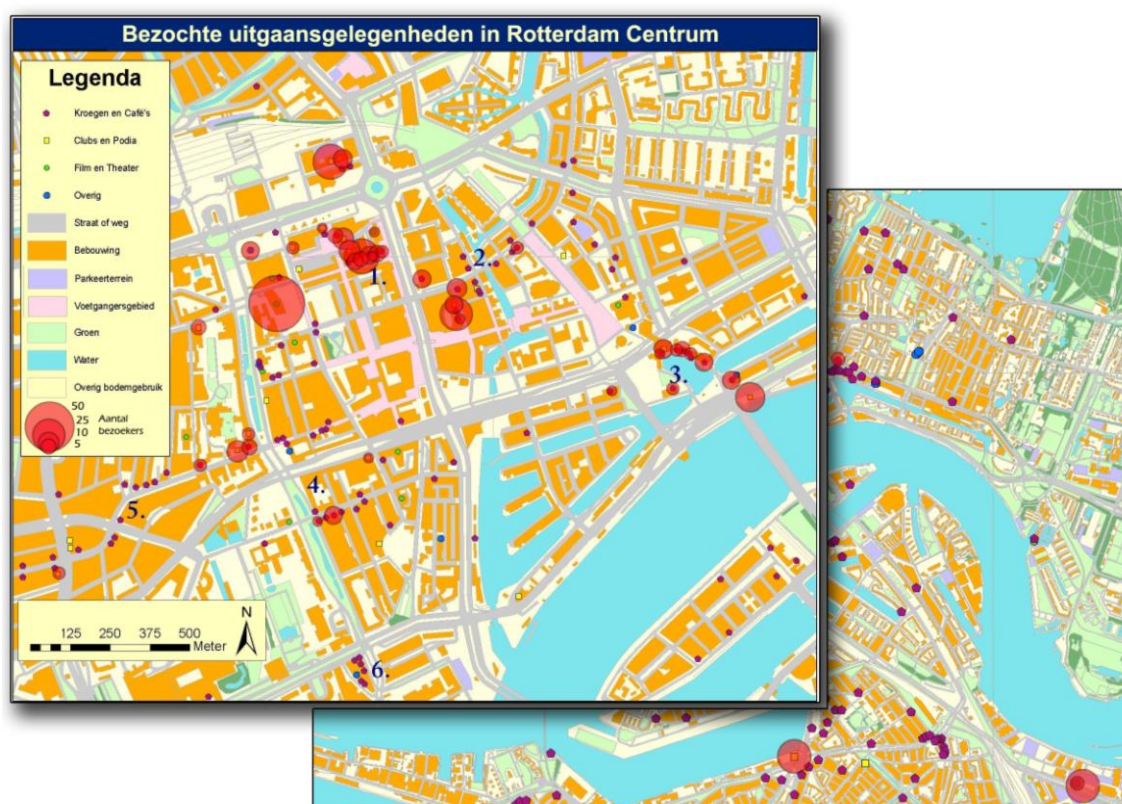 Bezochte uitgaansgelegenheden in Rotterdam Centrum
Legenda
Kroegen en Café's
Clubs en Podia
Film en Theater
Overig
Straat of weg
Bebouwing
Parkeerterrein
Voetgangersgebied
Groen
Water
Overig bodemgebruik
50
25
10
5
Aantal
bezoekers
1.
2.
3.
4.
5.
6.
125 250 375 500
Meter
N